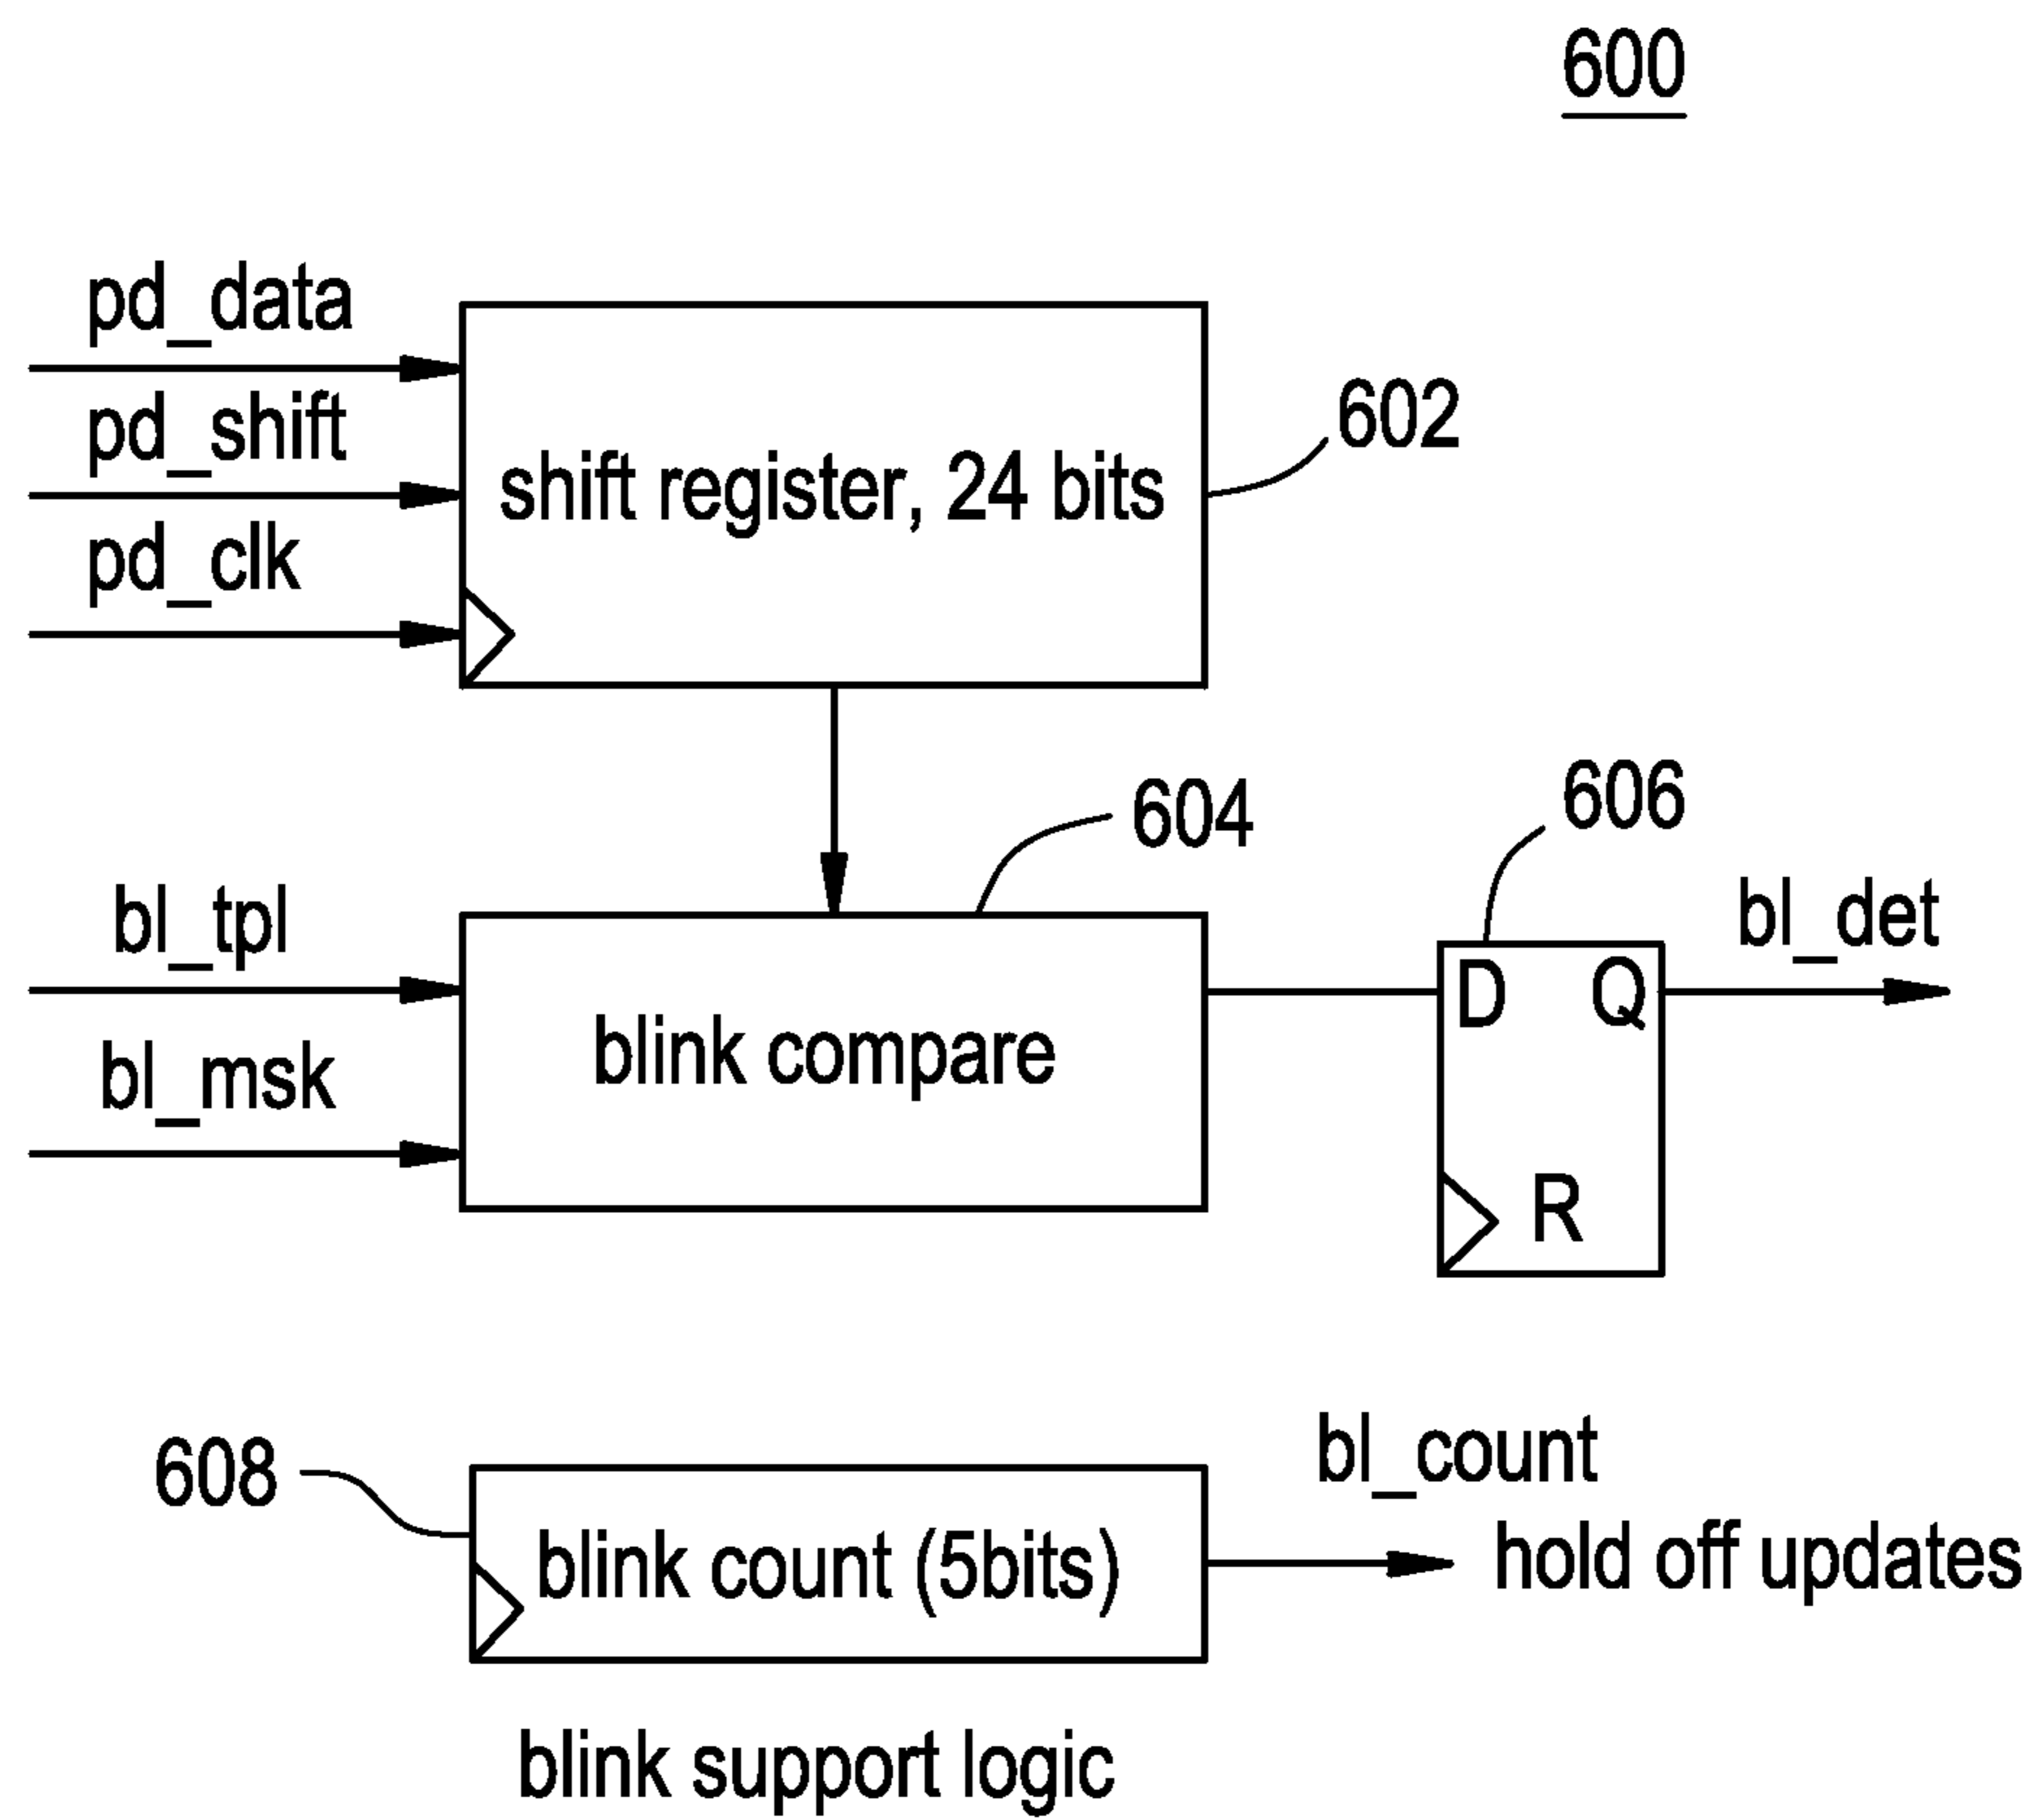 600
pd_data
pd_shift
pd_clk
shift register, 24 bits
602
604
606
bl_tpl
bl_msk
blink compare
D Q
R
bl_det
608
blink count (5bits)
bl_count
hold off updates
blink support logic